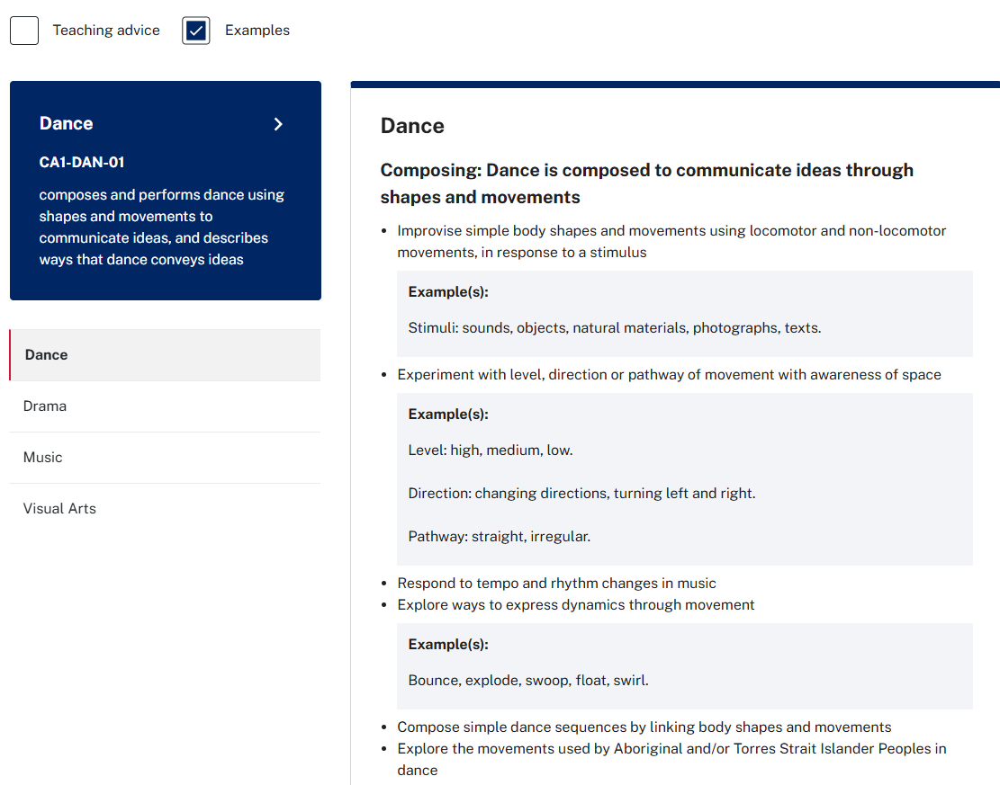 Teaching advice
Examples
Dance
CA1-DAN-01
composes and performs dance using
shapes and movements to
communicate ideas, and describes
ways that dance conveys ideas
Dance
Drama
Music
Visual Arts
Dance
Composing: Dance is composed to communicate ideas through
shapes and movements
• Improvise simple body shapes and movements using locomotor and non-locomotor
movements, in response to a stimulus
Example(s):
Stimuli: sounds, objects, natural materials, photographs, texts.
• Experiment with level, direction or pathway of movement with awareness of space
Example(s):
Level: high, medium, low.
Direction: changing directions, turning left and right.
Pathway: straight, irregular.
• Respond to tempo and rhythm changes in music
• Explore ways to express dynamics through movement
Example(s):
Bounce, explode, swoop, float, swirl.
• Compose simple dance sequences by linking body shapes and movements
• Explore the movements used by Aboriginal and/or Torres Strait Islander Peoples in
dance